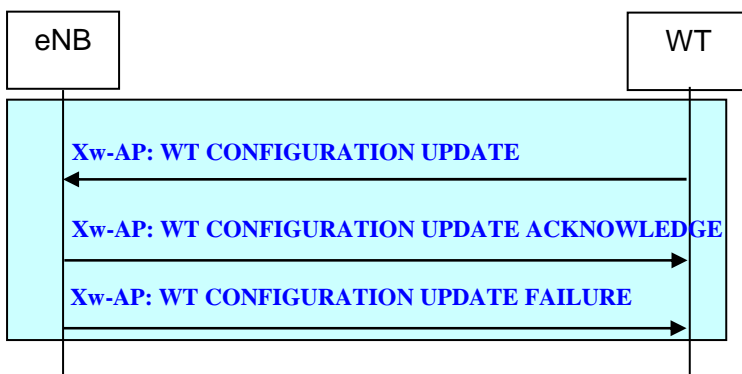 eNB
WT
Xw-AP: WT CONFIGURATION UPDATE
Xw-AP: WT CONFIGURATION UPDATE ACKNOWLEDGE
Xw-AP: WT CONFIGURATION UPDATE FAILURE